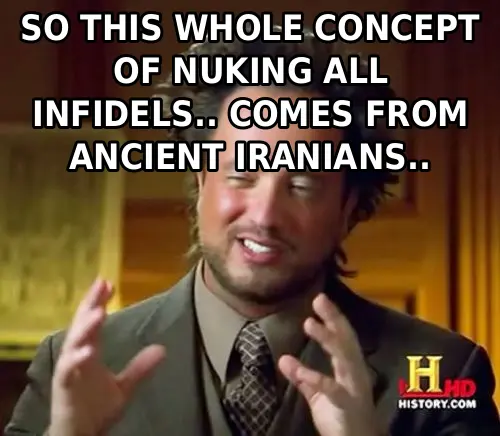 SO THIS WHOLE CONCEPT
OF NUKING ALL
INFIDELS.. COMES FROM
ANCIENT IRANIANS..
H HD
HISTORY.COM